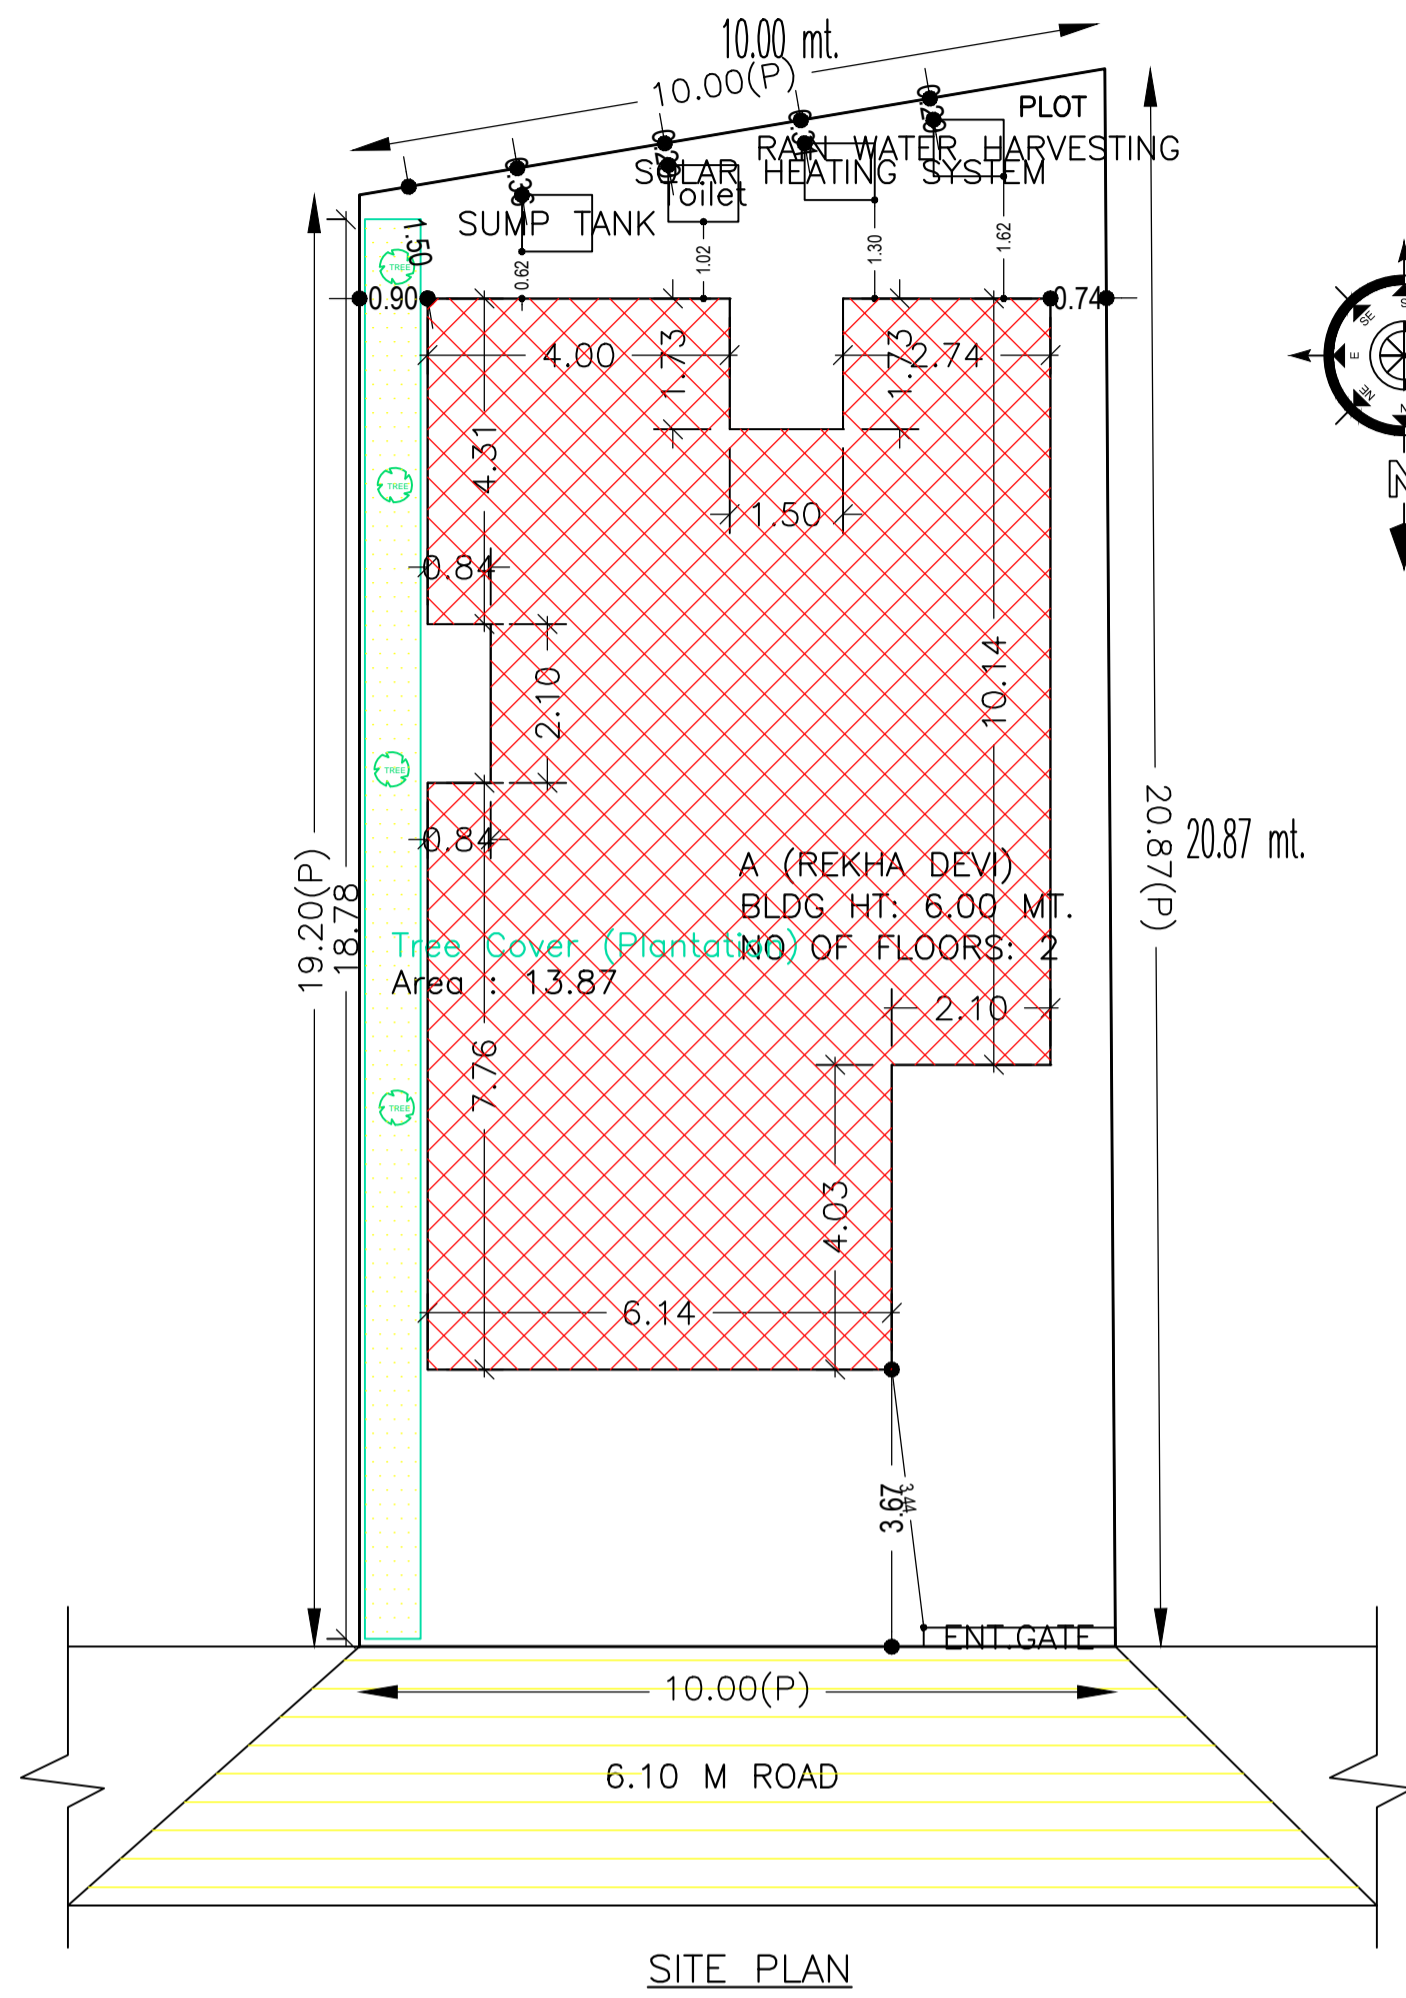 10.00 mt.
10.00(P)
PLOT
RAIN WATER HARVESTING
SOLAR HEATING SYSTEM
Toilet
SUMP TANK
1.50
0.62
1.02
1.30
1.62
0.90
0.74
4.00
1.73
1.73
2.74
4.31
1.50
0.84
2.10
10.14
0.84
TREE
TREE
TREE
TREE
SE
E
NE
19.20(P)
18.78
20.87(P)
20.87 mt.
A (REKHA DEVI)
BLDG HT: 6.00 MT.
NO OF FLOORS: 2
Tree Cover (Plantation)
Area : 13.87
2.10
7.76
4.03
6.14
3.67
3.44
ENT.GATE
10.00(P)
6.10 M ROAD
SITE PLAN